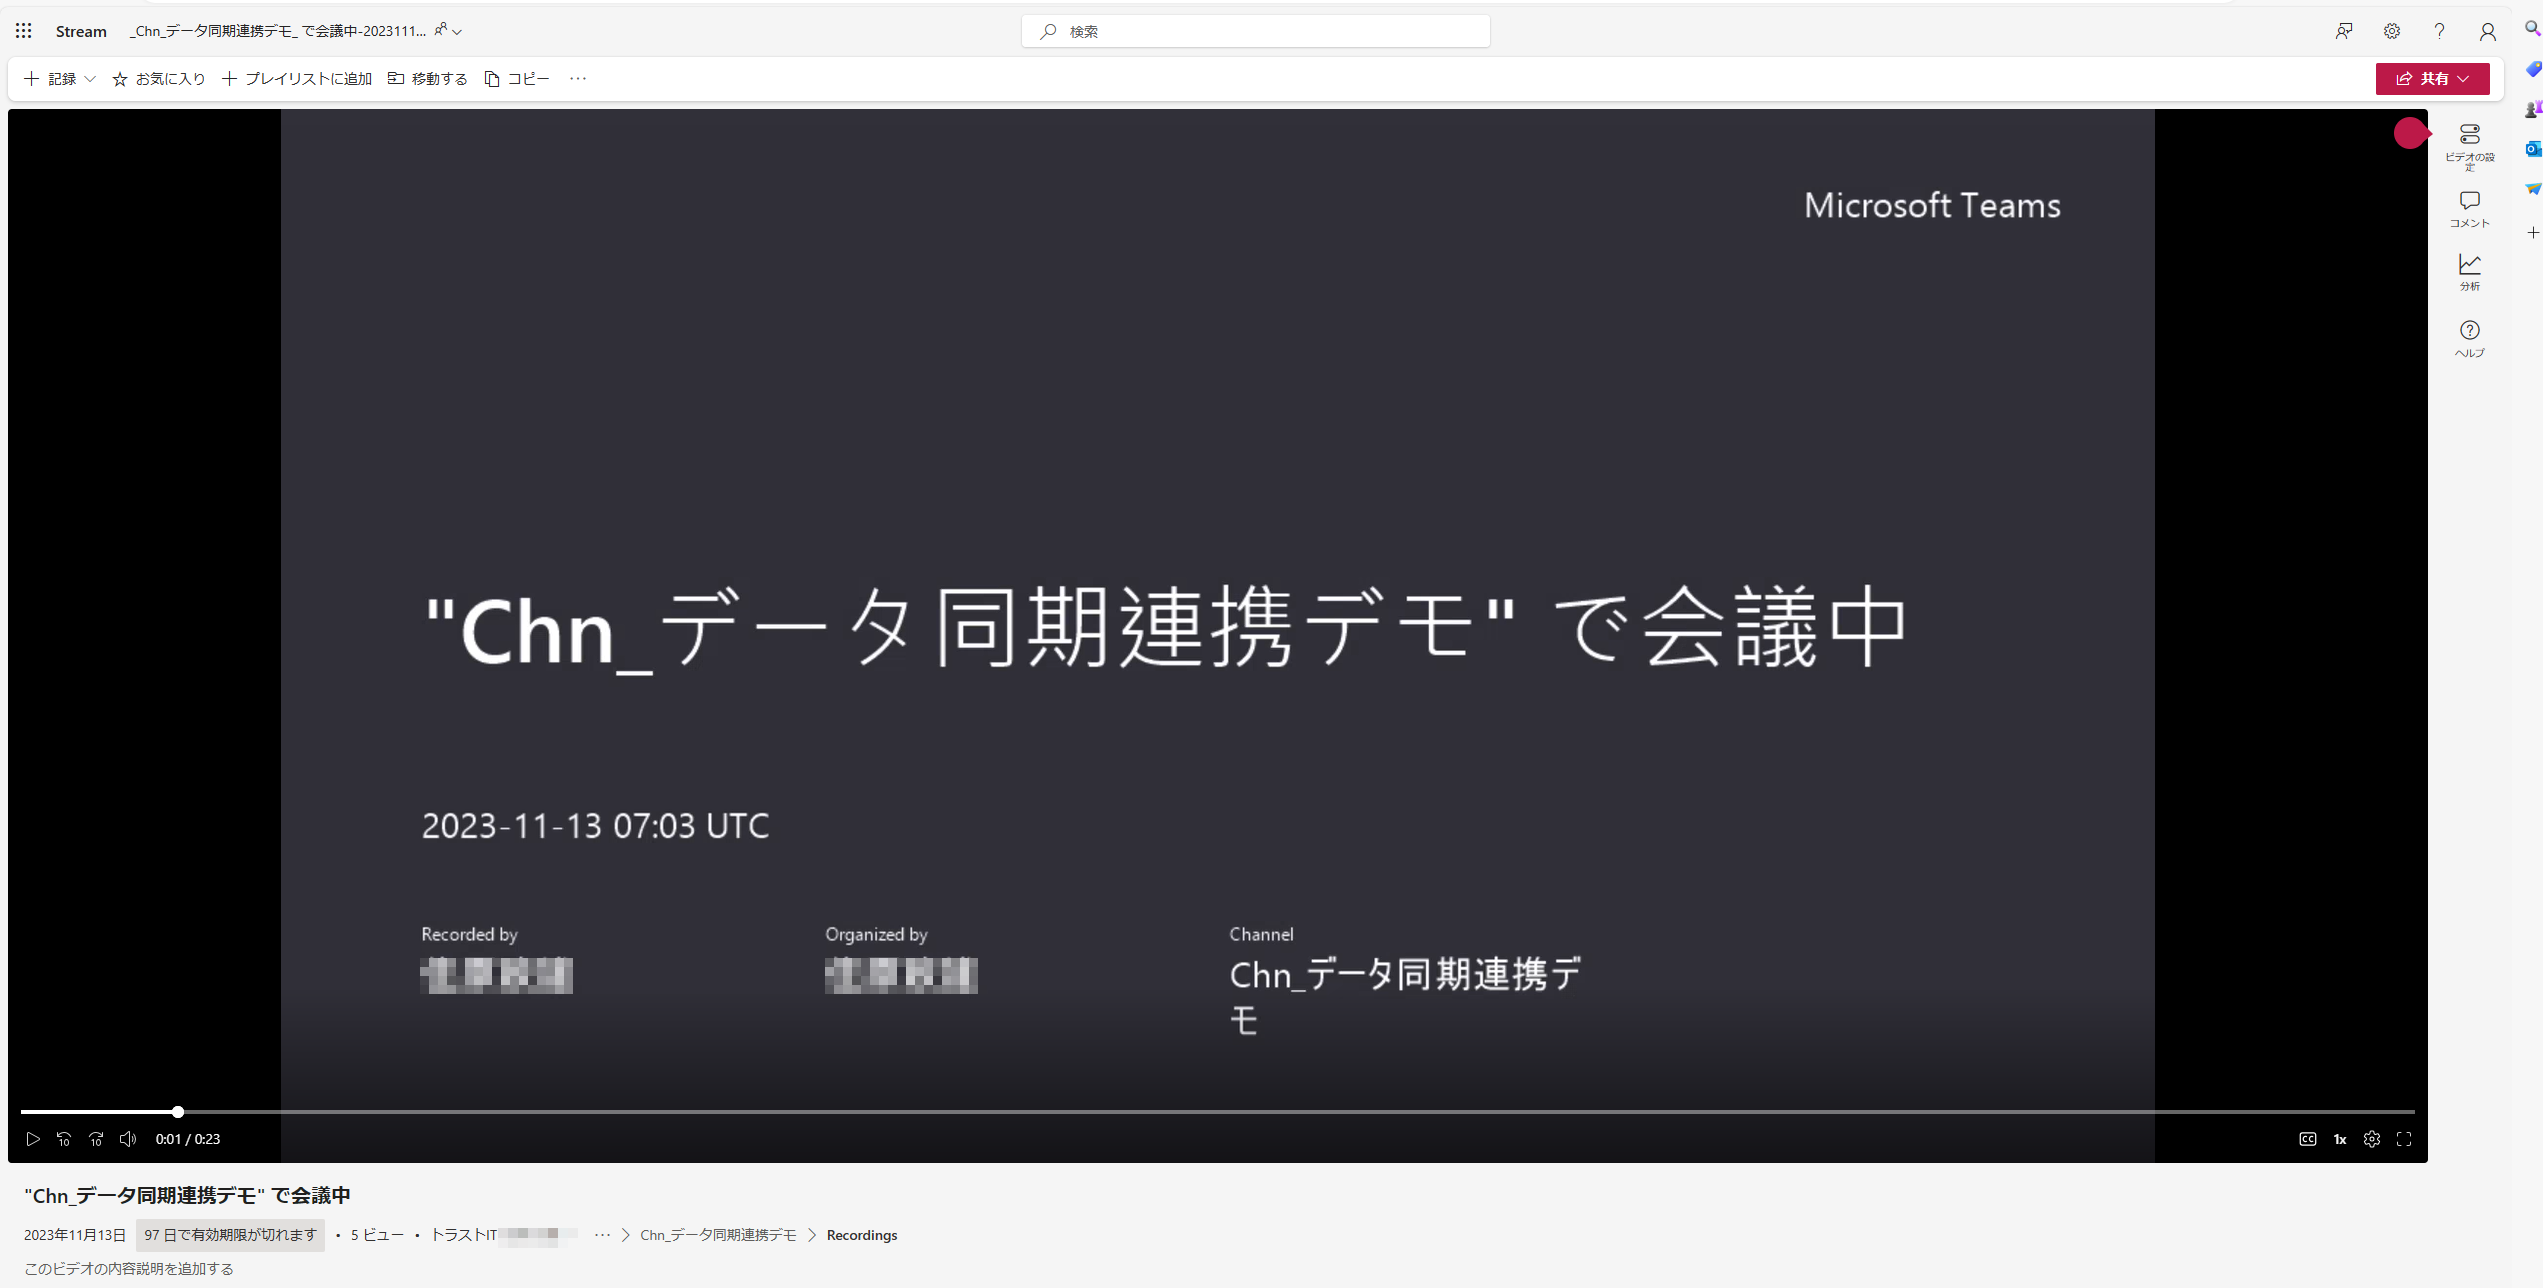 Stream _Chn_データ同期連携デモ_ で会議中-2023111... 検索
記録 お気に入り プレイリストに追加 移動する コピー ··· 共有
ビデオの設
定
コメント
分析
ヘルプ
Microsoft Teams
"Chn_データ同期連携デモ" で会議中
2023-11-13 07:03 UTC
Recorded by Organized by Channel
Chn_データ同期連携デ
モ
10 10 0:01 / 0:23 CC 1x
"Chn_データ同期連携デモ" で会議中
2023年11月13日 97 日で有効期限が切れます • 5 ビュー • トラストIT ··· Chn_データ同期連携デモ Recordings
このビデオの内容説明を追加する